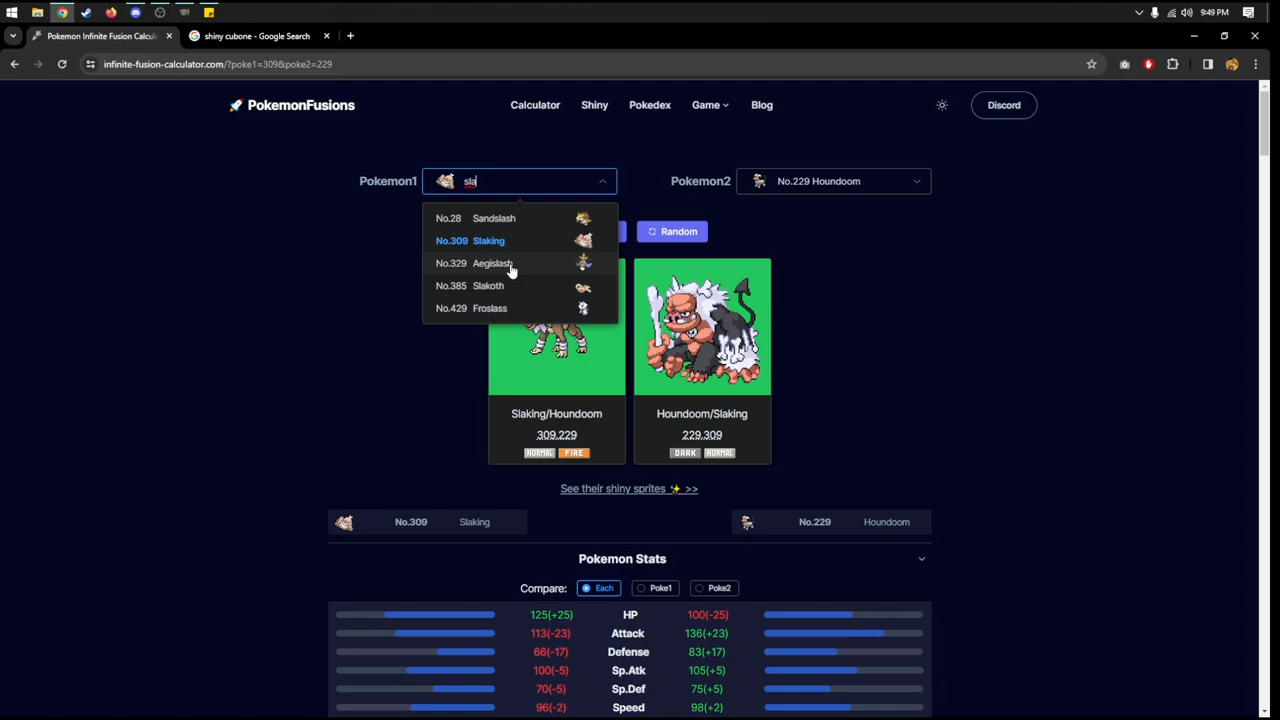 9:49 PM
Pokemon Infinite Fusion Calcula
shiny cubone - Google Search
infinite-fusion-calculator.com/?poke1=309&poke2=229
PokemonFusions
Calculator
Shiny
Pokedex
Game
Blog
Discord
Pokemon1
sla
Pokemon2
No.229 Houndoom
No.28 Sandslash
No.309 Slaking
No.329 Aegislash
No.385 Slakoth
No.429 Froslass
Random
Slaking/Houndoom
309.229
NORMAL FIRE
Houndoom/Slaking
229.309
DARK NORMAL
See their shiny sprites ✨ >>
No.309 Slaking
No.229 Houndoom
Pokemon Stats
Compare: Each Poke1 Poke2
125(+25) HP 100(-25)
113(-23) Attack 136(+23)
66(-17) Defense 83(+17)
100(-5) Sp.Atk 105(+5)
70(-5) Sp.Def 75(+5)
96(-2) Speed 98(+2)